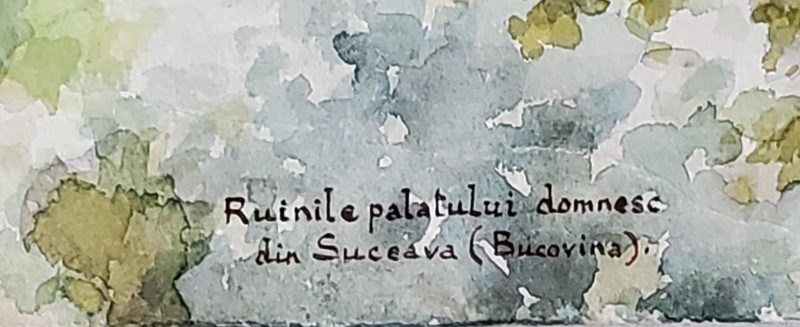 Ruinile palatului domnesc
din Suceava (Bucovina).